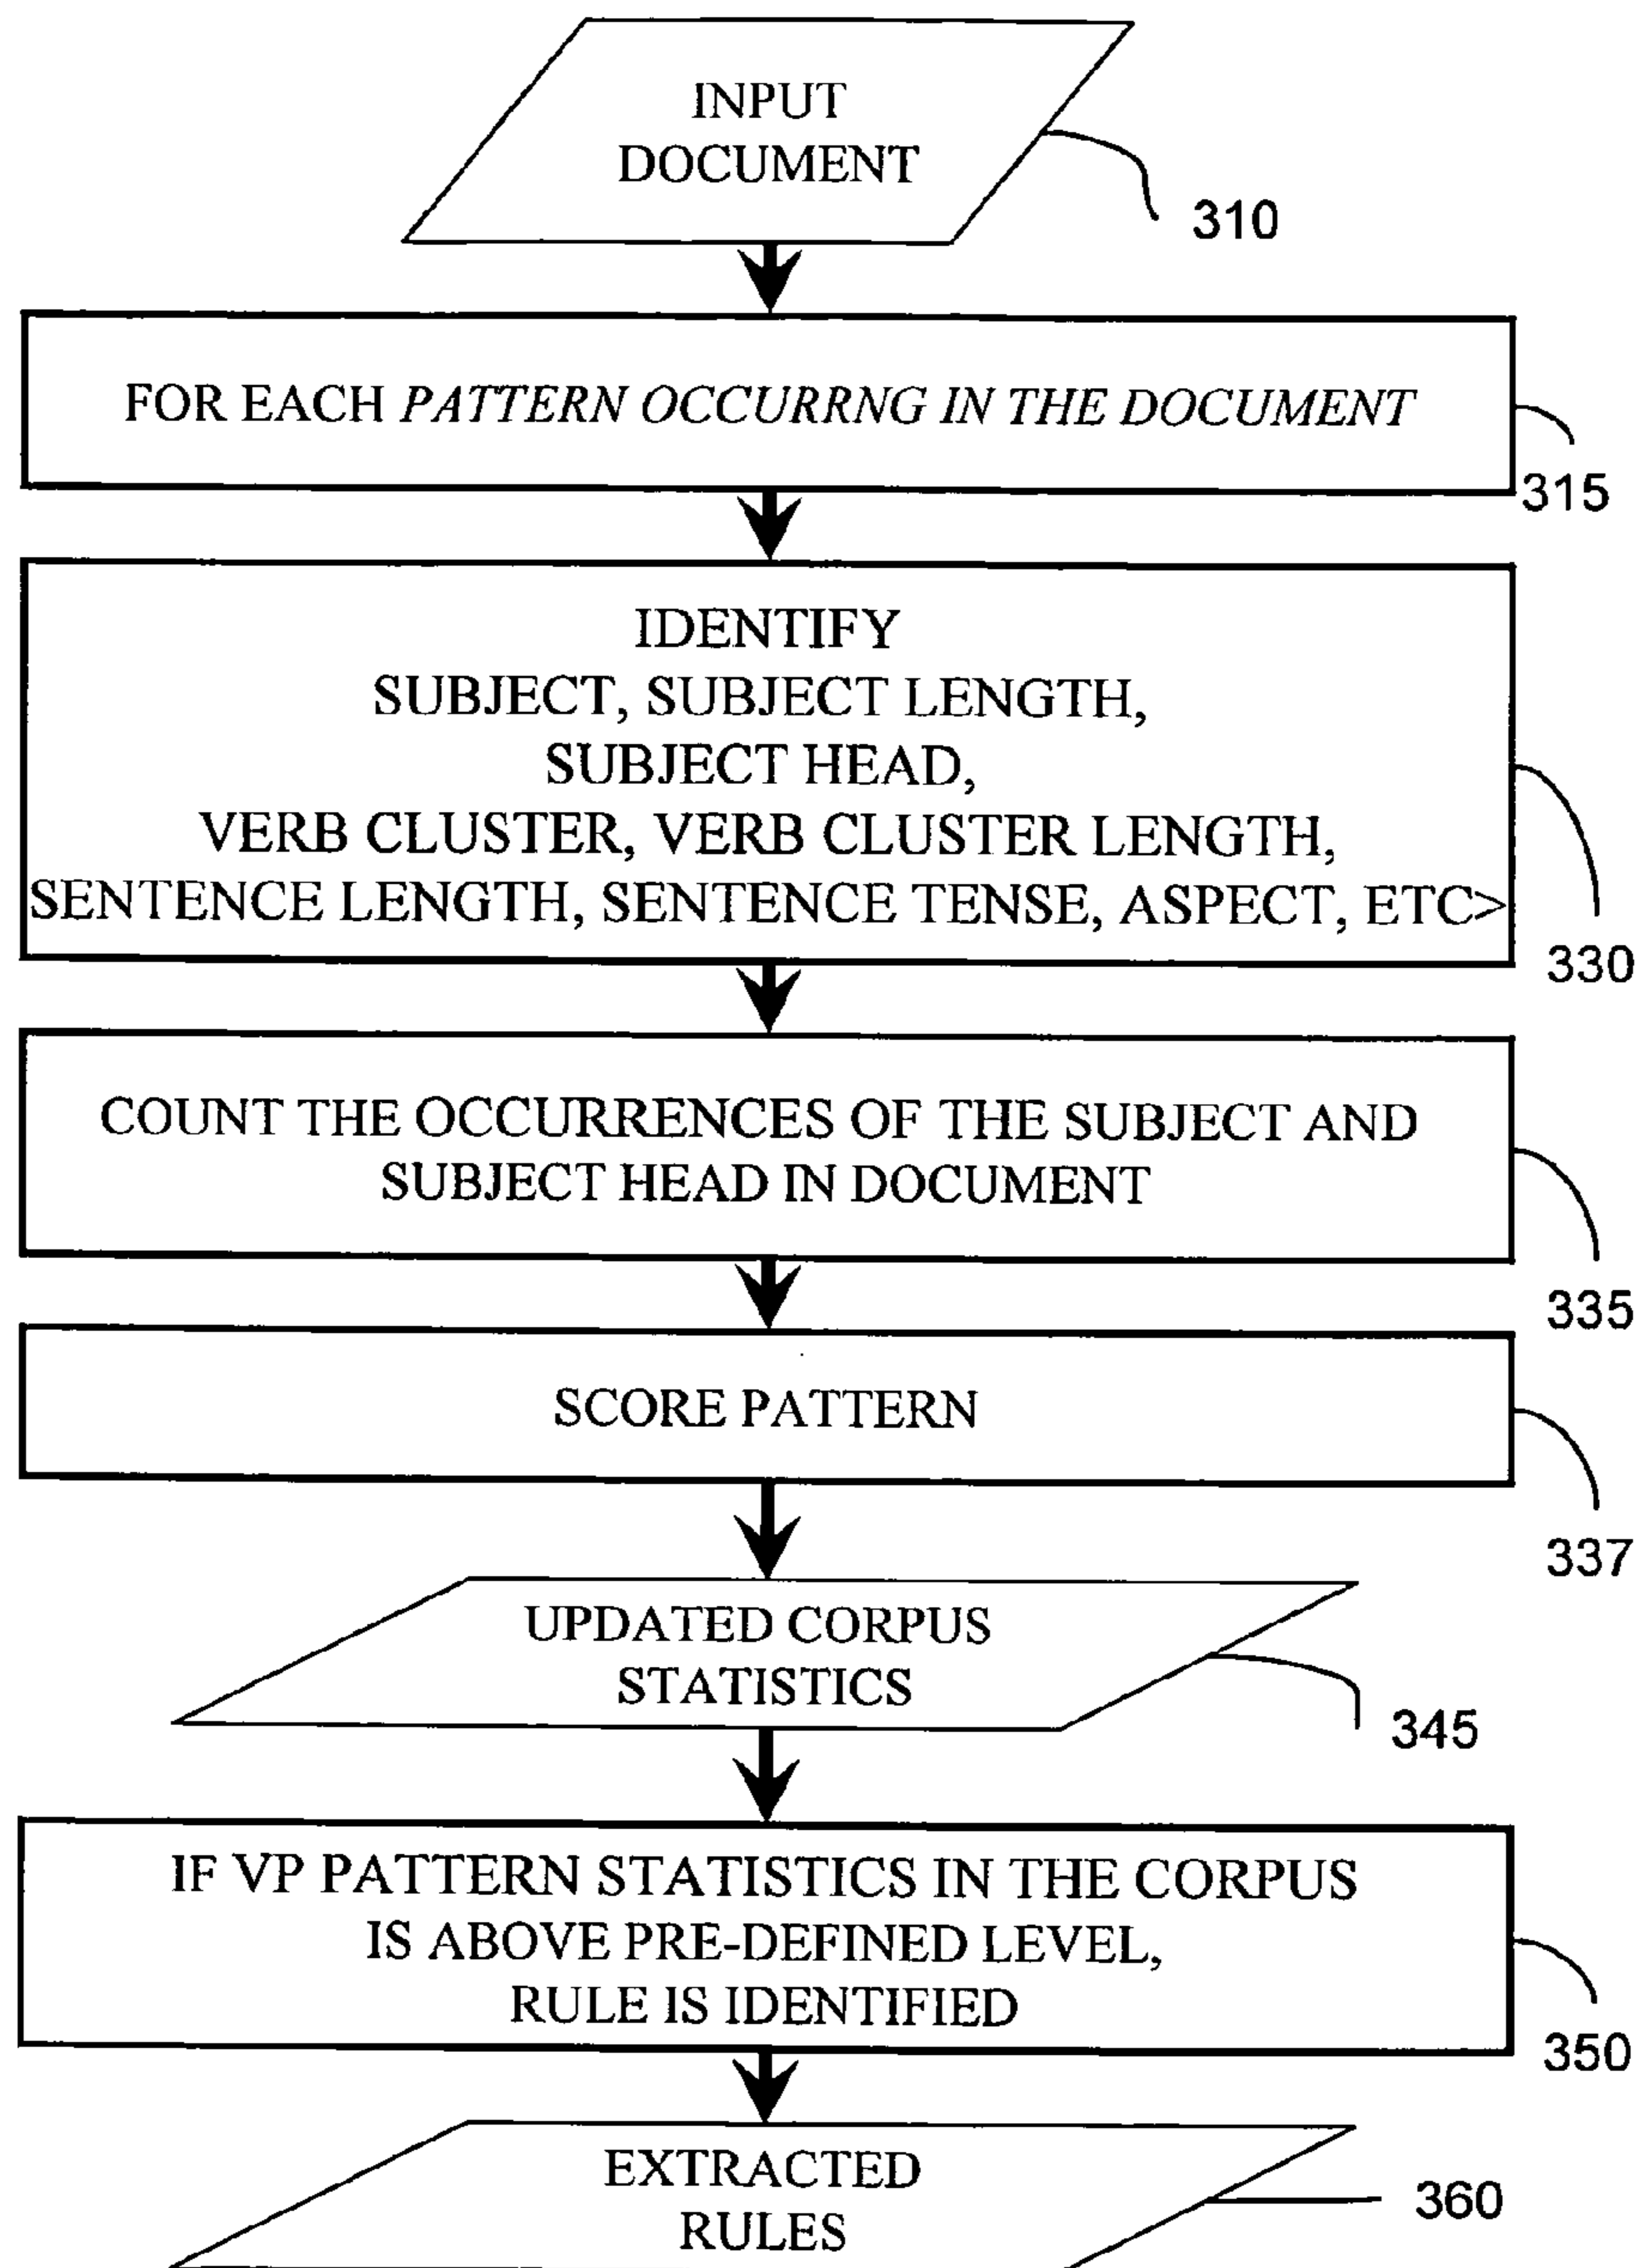 INPUT
DOCUMENT
310
FOR EACH PATTERN OCCURRNG IN THE DOCUMENT
315
IDENTIFY
SUBJECT, SUBJECT LENGTH,
SUBJECT HEAD,
VERB CLUSTER, VERB CLUSTER LENGTH,
SENTENCE LENGTH, SENTENCE TENSE, ASPECT, ETC>
330
COUNT THE OCCURRENCES OF THE SUBJECT AND
SUBJECT HEAD IN DOCUMENT
335
SCORE PATTERN
337
UPDATED CORPUS
STATISTICS
345
IF VP PATTERN STATISTICS IN THE CORPUS
IS ABOVE PRE-DEFINED LEVEL,
RULE IS IDENTIFIED
350
EXTRACTED
RULES
360